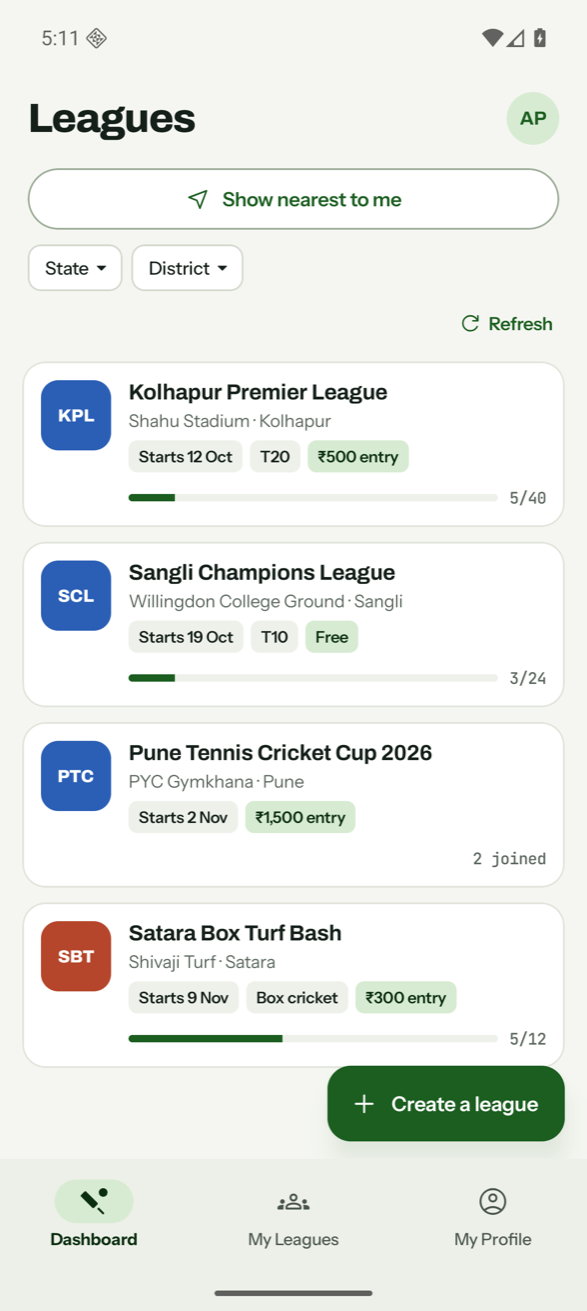 5:11
Leagues
AP
Show nearest to me
State
District
Refresh
KPL
Kolhapur Premier League
Shahu Stadium · Kolhapur
Starts 12 Oct
T20
₹500 entry
5/40
SCL
Sangli Champions League
Willingdon College Ground · Sangli
Starts 19 Oct
T10
Free
3/24
PTC
Pune Tennis Cricket Cup 2026
PYC Gymkhana · Pune
Starts 2 Nov
₹1,500 entry
2 joined
SBT
Satara Box Turf Bash
Shivaji Turf · Satara
Starts 9 Nov
Box cricket
₹300 entry
5/12
Create a league
Dashboard
My Leagues
My Profile